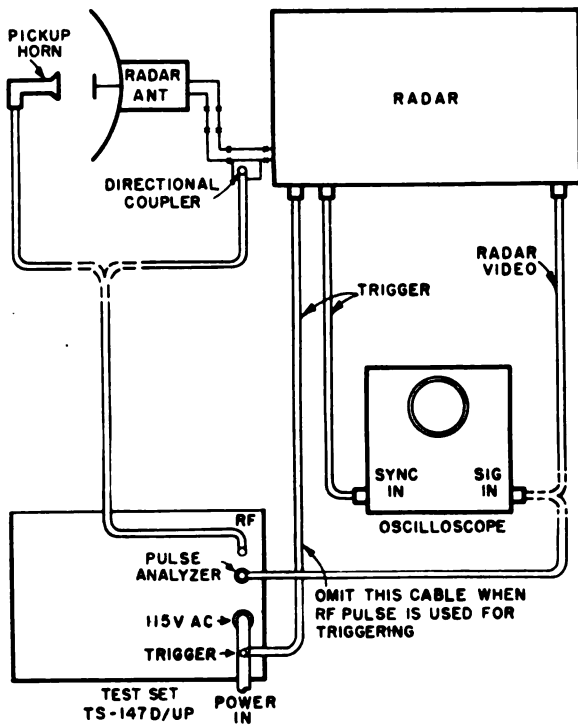 PICKUP
HORN
RADAR
ANT
RADAR
DIRECTIONAL
COUPLER
TRIGGER
RADAR
VIDEO
SYNC
IN
SIG
IN
OSCILLOSCOPE
RF
PULSE
ANALYZER
OMIT THIS CABLE WHEN
RF PULSE IS USED FOR
TRIGGERING
115V AC
TRIGGER
TEST SET
TS-147D/UP
POWER
IN